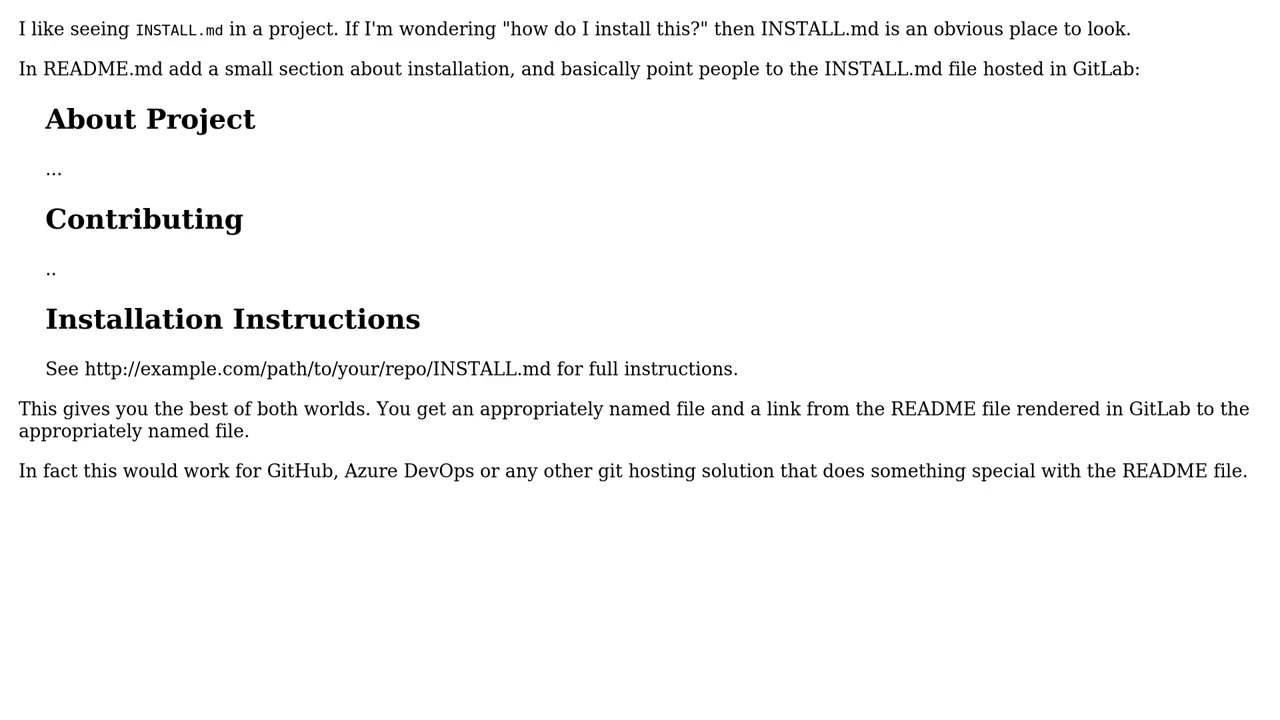 I like seeing INSTALL.md in a project. If I'm wondering "how do I install this?" then INSTALL.md is an obvious place to look.
In README.md add a small section about installation, and basically point people to the INSTALL.md file hosted in GitLab:
About Project
...
Contributing
..
Installation Instructions
See http://example.com/path/to/your/repo/INSTALL.md for full instructions.
This gives you the best of both worlds. You get an appropriately named file and a link from the README file rendered in GitLab to the
appropriately named file.
In fact this would work for GitHub, Azure DevOps or any other git hosting solution that does something special with the README file.